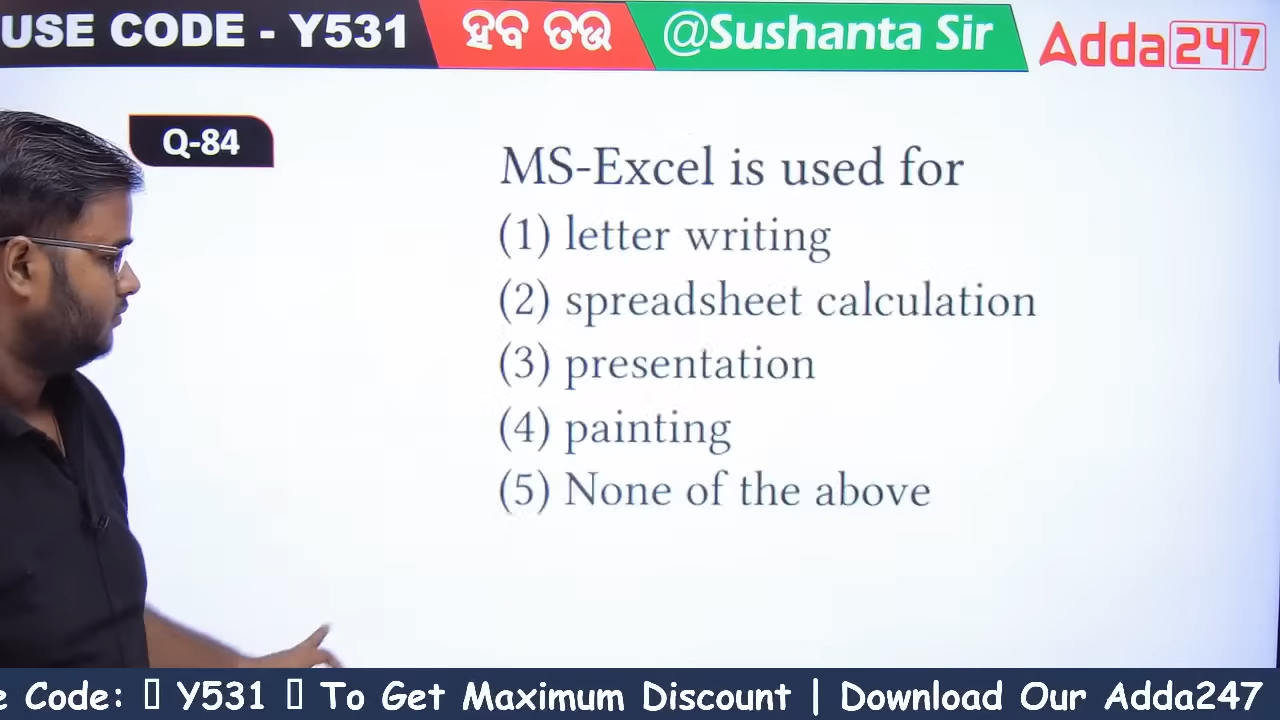 USE CODE - Y531 ହବ ତଉ @Sushanta Sir Adda247
Q-84
MS-Excel is used for
(1) letter writing
(2) spreadsheet calculation
(3) presentation
(4) painting
(5) None of the above
e Code: Y531 To Get Maximum Discount | Download Our Adda247